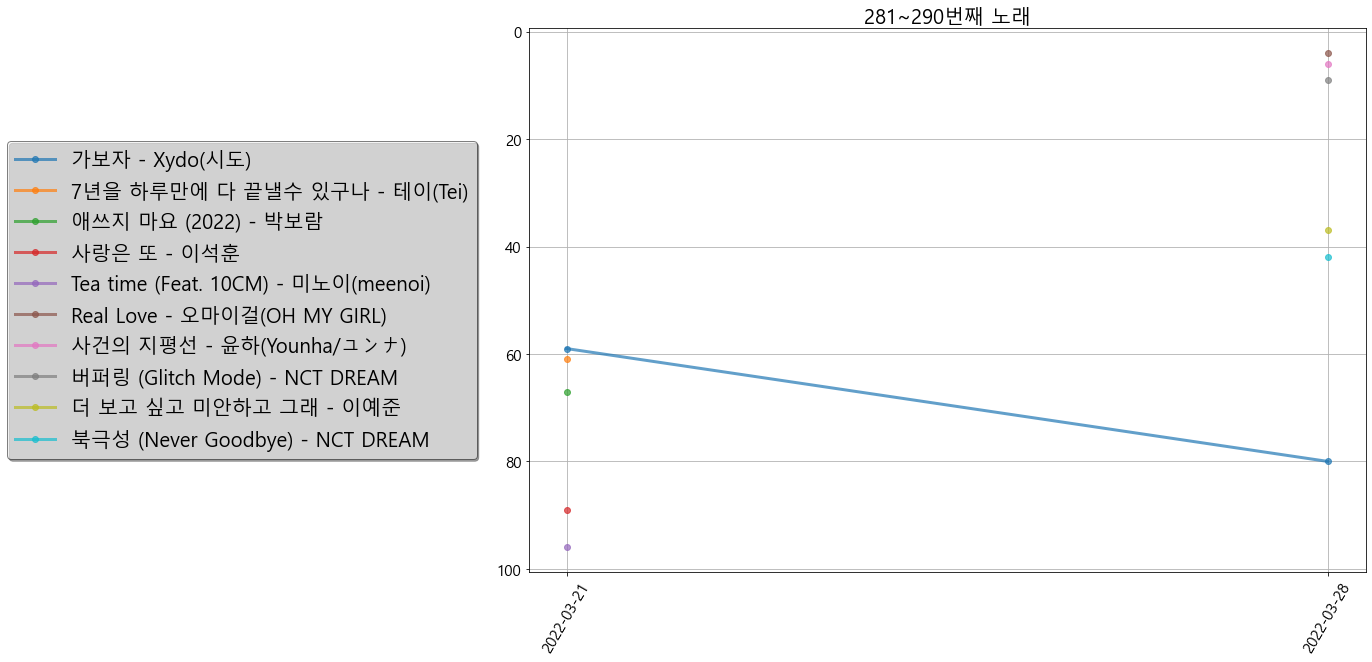 281~290번째 노래
가보자 - Xydo(시도)
7년을 하루만에 다 끝낼수 있구나 - 테이(Tei)
애쓰지 마요 (2022) - 박보람
사랑은 또 - 이석훈
Tea time (Feat. 10CM) - 미노이(meenoi)
Real Love - 오마이걸(OH MY GIRL)
사건의 지평선 - 윤하(Younha/ユンナ)
버퍼링 (Glitch Mode) - NCT DREAM
더 보고 싶고 미안하고 그래 - 이예준
북극성 (Never Goodbye) - NCT DREAM
0
20
40
60
80
100
2022-03-21
2022-03-28